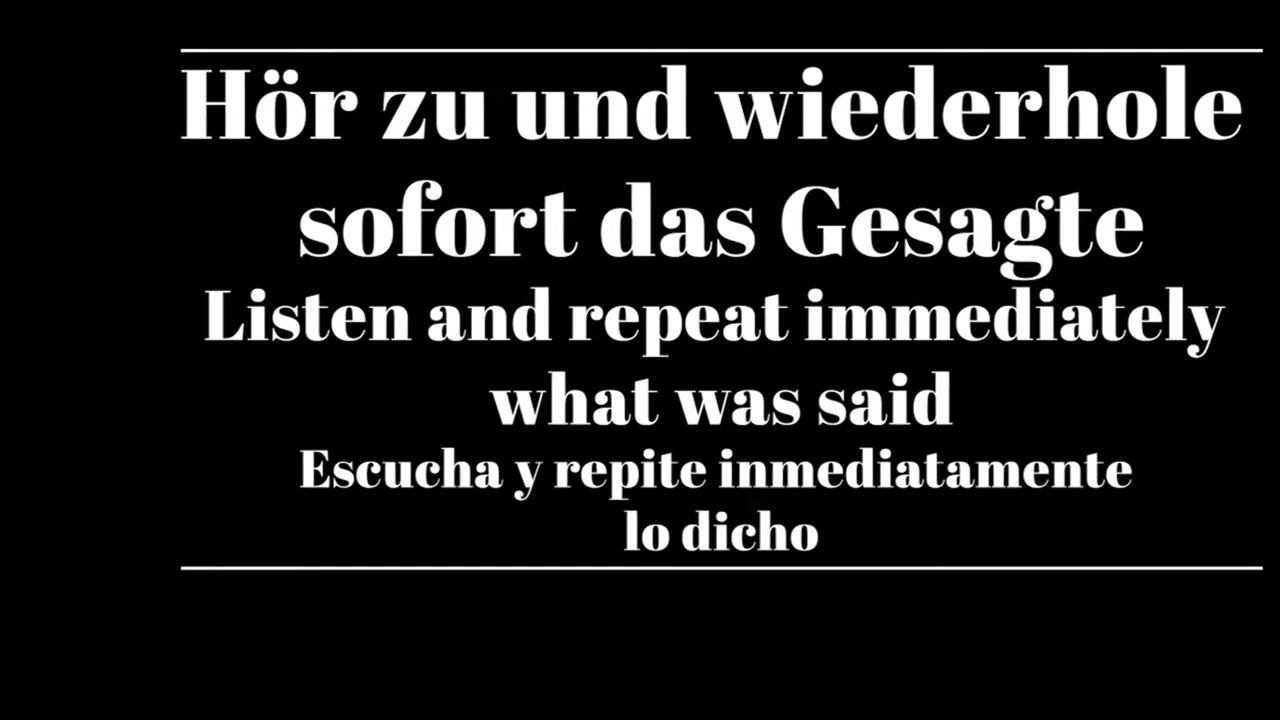 Hör zu und wiederhole
sofort das Gesagte
Listen and repeat immediately
what was said
Escucha y repite inmediatamente
lo dicho